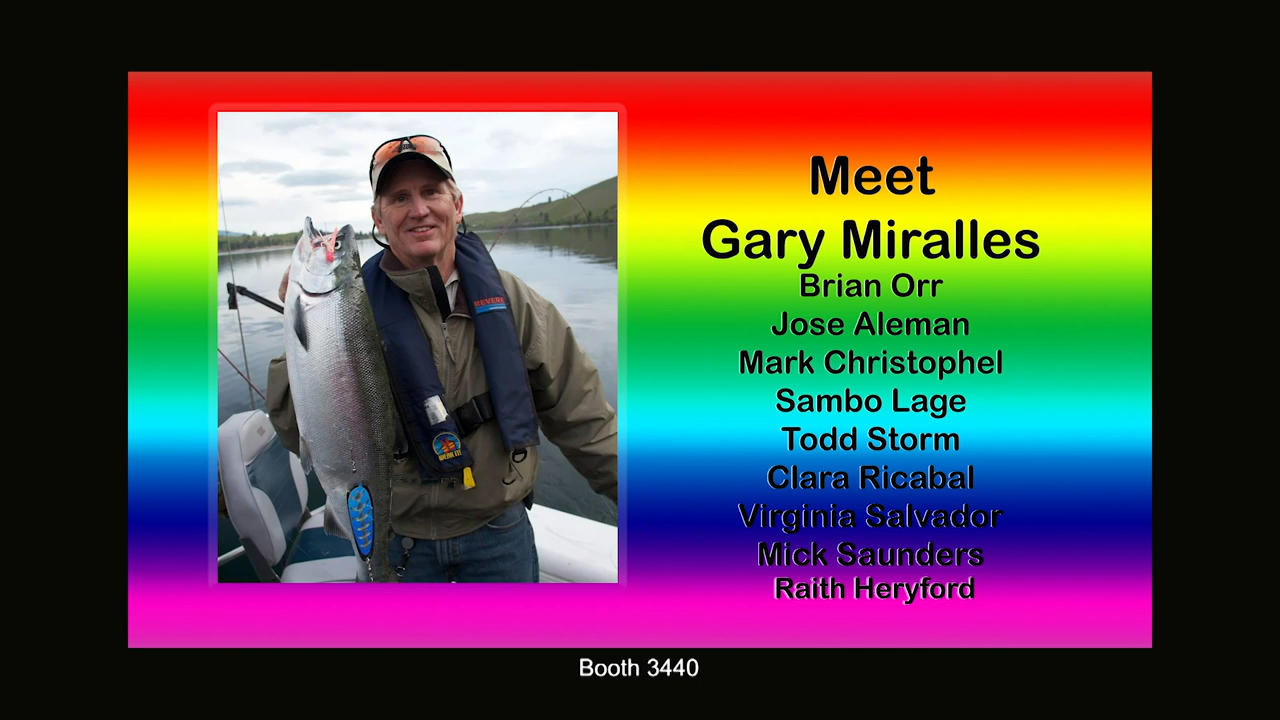 Meet
Gary Miralles
Brian Orr
Jose Aleman
Mark Christophel
Sambo Lage
Todd Storm
Clara Ricabal
Virginia Salvador
Mick Saunders
Raith Heryford
Booth 3440